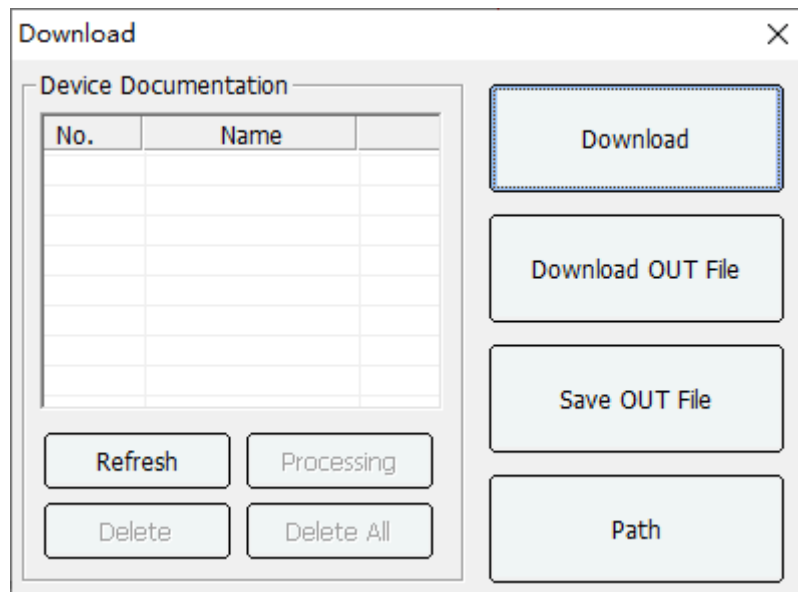 Download
Device Documentation
No. Name
Refresh Processing
Delete Delete All
Download
Download OUT File
Save OUT File
Path